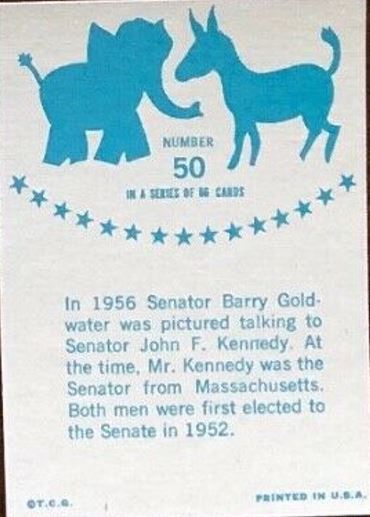 NUMBER
50
IN A SERIES OF 66 CARDS
In 1956 Senator Barry Gold-
water was pictured talking to
Senator John F. Kennedy. At
the time, Mr. Kennedy was the
Senator from Massachusetts.
Both men were first elected to
the Senate in 1952.
©T.C.G.
PRINTED IN U.S.A.